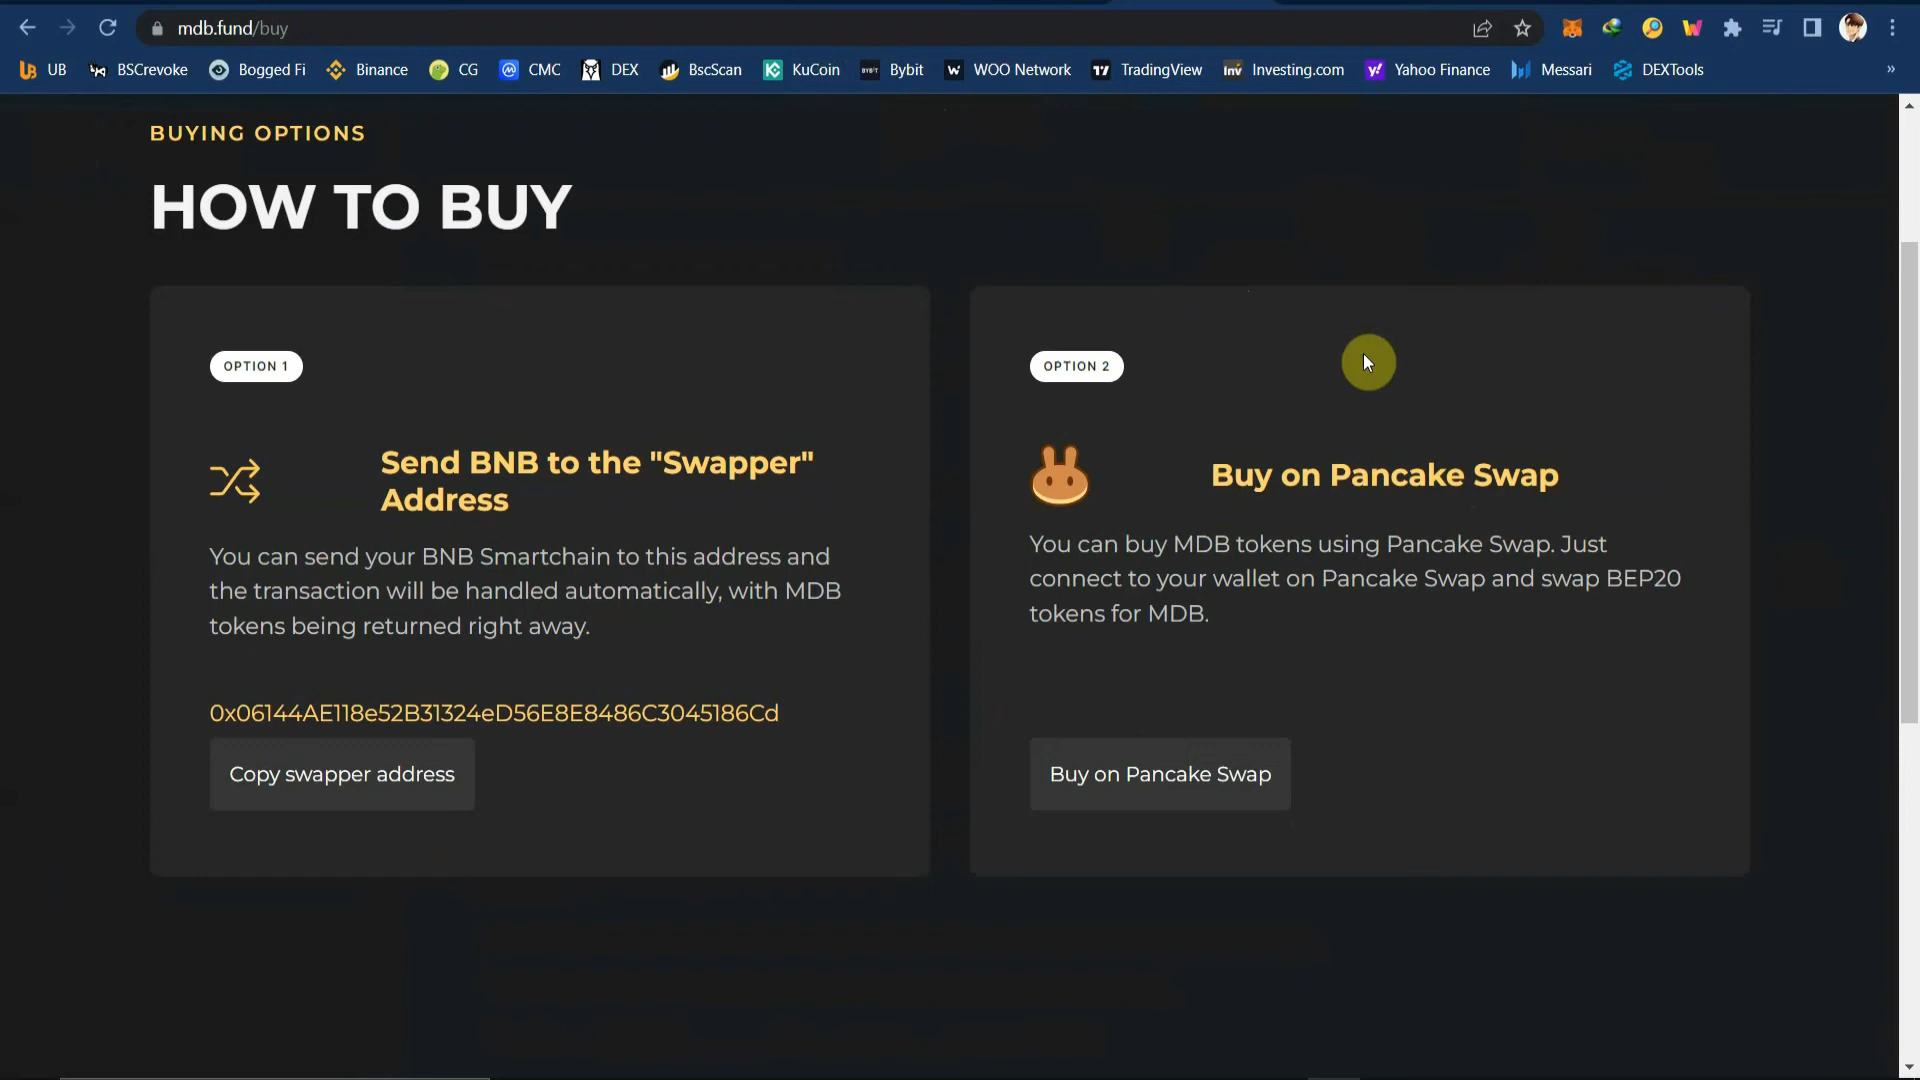 mdb.fund/buy
UB BSCrevoke Bogged Fi Binance CG CMC DEX BscScan KuCoin BYBIT Bybit W WOO Network TradingView Inv Investing.com y! Yahoo Finance Messari DEXTools »
BUYING OPTIONS
HOW TO BUY
OPTION 1
Send BNB to the "Swapper"
Address
You can send your BNB Smartchain to this address and
the transaction will be handled automatically, with MDB
tokens being returned right away.
0x06144AE118e52B31324eD56E8E8486C3045186Cd
Copy swapper address
OPTION 2
Buy on Pancake Swap
You can buy MDB tokens using Pancake Swap. Just
connect to your wallet on Pancake Swap and swap BEP20
tokens for MDB.
Buy on Pancake Swap